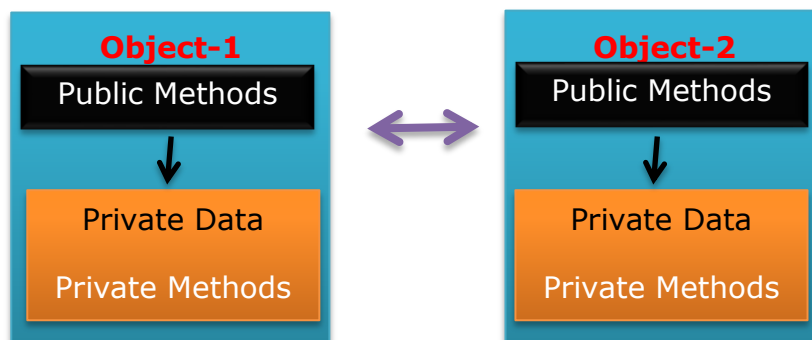 Object-1
Public Methods
Private Data
Private Methods
Object-2
Public Methods
Private Data
Private Methods